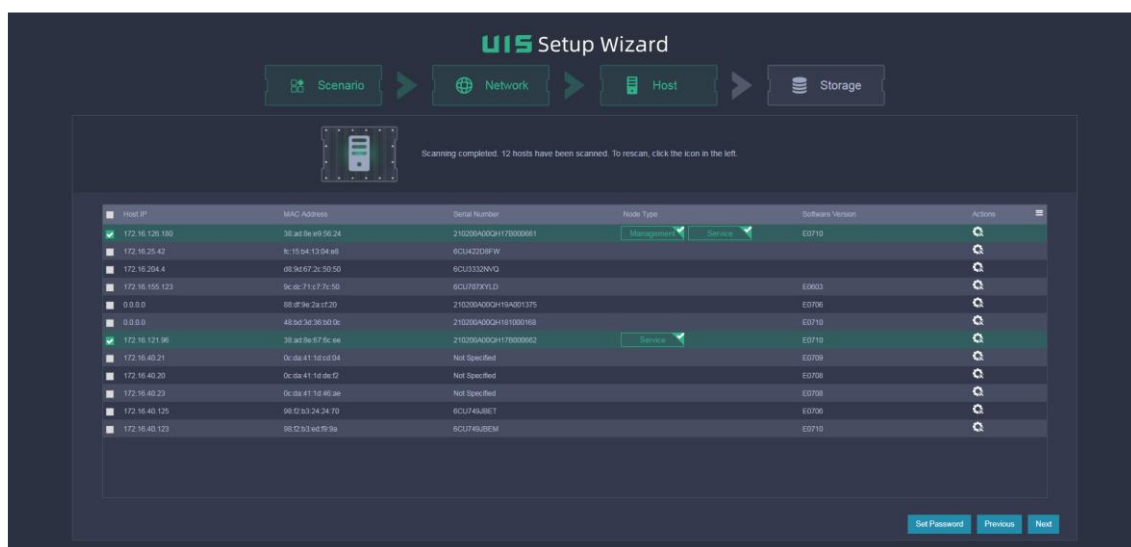 UIS Setup Wizard
Scenario Network Host Storage
Scanning completed. 12 hosts have been scanned. To rescan, click the icon in the left.
Host IP MAC Address Serial Number Node Type Software Version Actions
172.16.128.180 38:ad:8e:e9:56:24 210200A00QH17B000661 Management Service E0710
172.16.25.42 fc:15:b4:13:04:e8 6CU422D8FW
172.16.204.4 d8:9d:67:2c:50:50 6CU3332NVQ
172.16.155.123 9c:dc:71:c7:7c:50 6CU707XYLD E0603
0.0.0.0 88:df:9e:2a:cf:20 210200A00QH19A001375 E0706
0.0.0.0 48:bd:3d:36:b0:0c 210200A00QH181000168 E0710
172.16.121.96 38:ad:8e:67:6c:ee 210200A00QH17B000662 Service E0710
172.16.40.21 0c:da:41:1d:cd:04 Not Specified E0709
172.16.40.20 0c:da:41:1d:de:f2 Not Specified E0708
172.16.40.23 0c:da:41:1d:46:ae Not Specified E0708
172.16.40.125 98:f2:b3:24:24:70 6CU749JBET E0706
172.16.40.123 98:f2:b3:ed:f9:9a 6CU749JBEM E0710
Set Password Previous Next